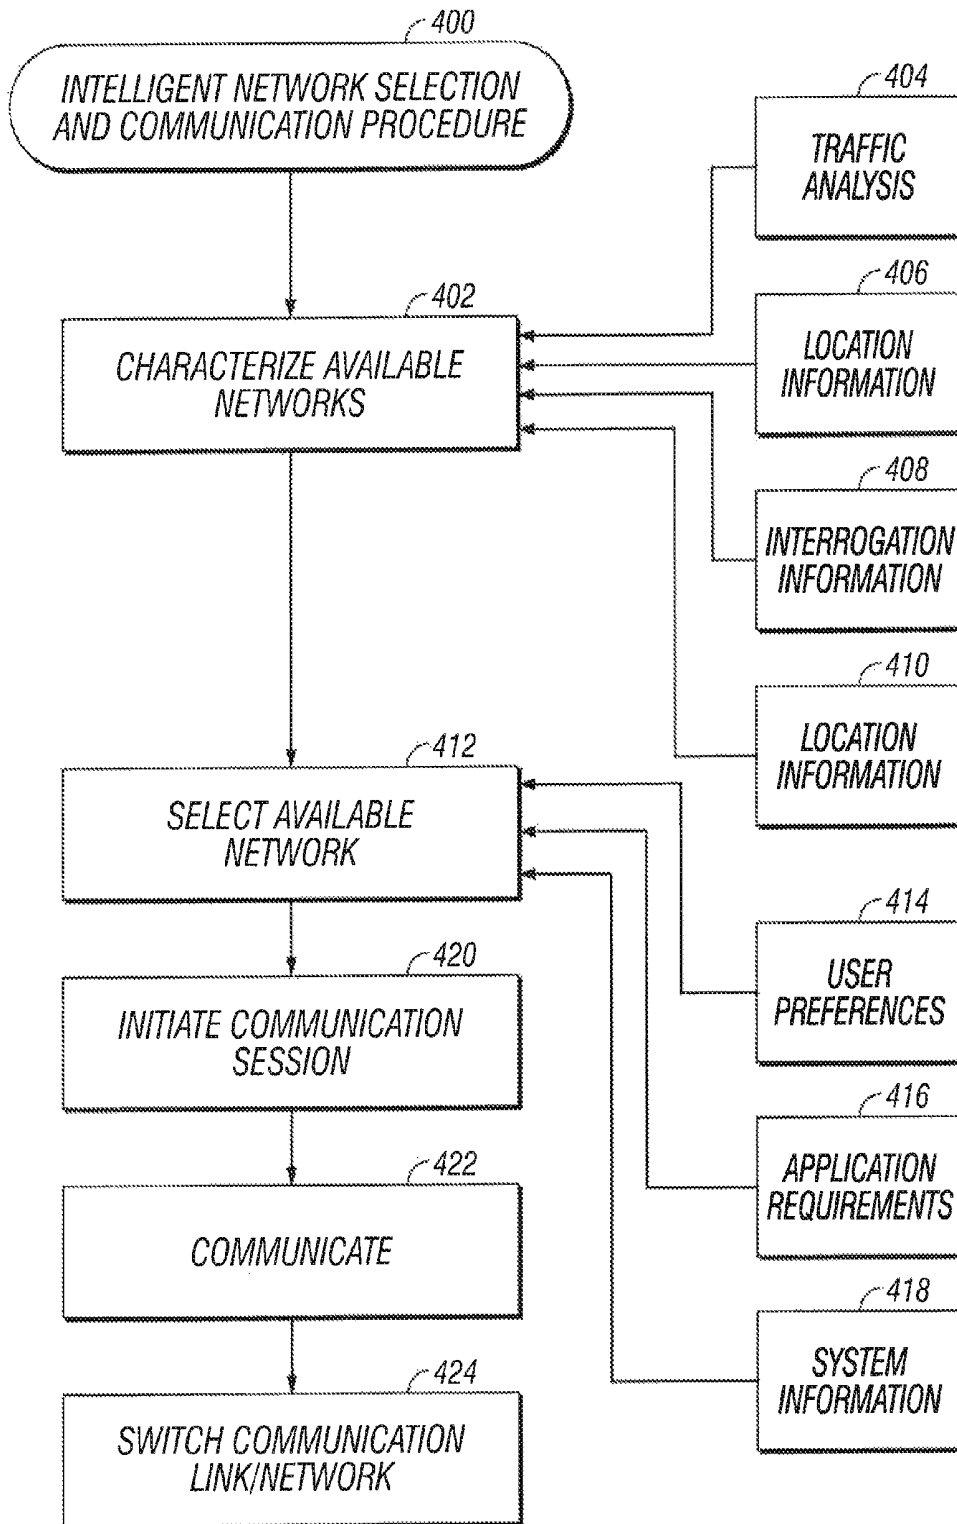 400
INTELLIGENT NETWORK SELECTION
AND COMMUNICATION PROCEDURE
404
TRAFFIC
ANALYSIS
406
LOCATION
INFORMATION
402
CHARACTERIZE AVAILABLE
NETWORKS
408
INTERROGATION
INFORMATION
410
LOCATION
INFORMATION
412
SELECT AVAILABLE
NETWORK
414
USER
PREFERENCES
420
INITIATE COMMUNICATION
SESSION
416
APPLICATION
REQUIREMENTS
422
COMMUNICATE
418
SYSTEM
INFORMATION
424
SWITCH COMMUNICATION
LINK/NETWORK